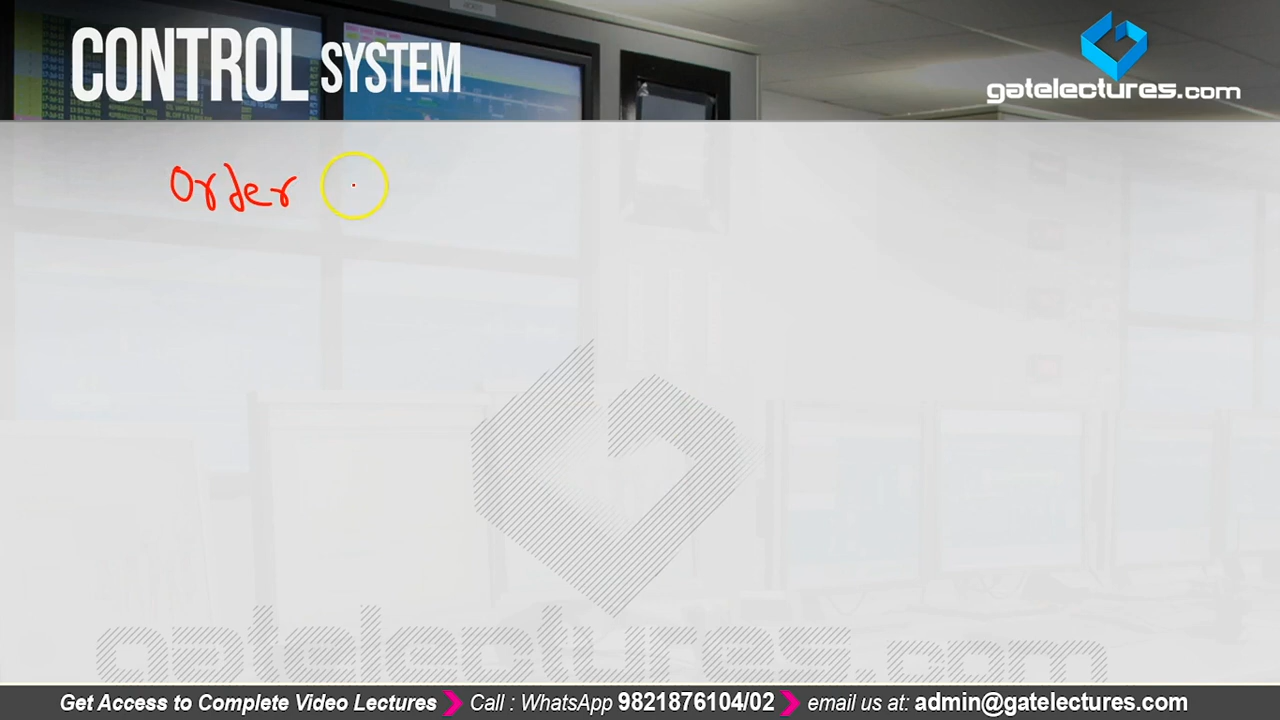 CONTROL SYSTEM
gatelectures.com
Order
gatelectures.com
Get Access to Complete Video Lectures Call : WhatsApp 9821876104/02 email us at: admin@gatelectures.com